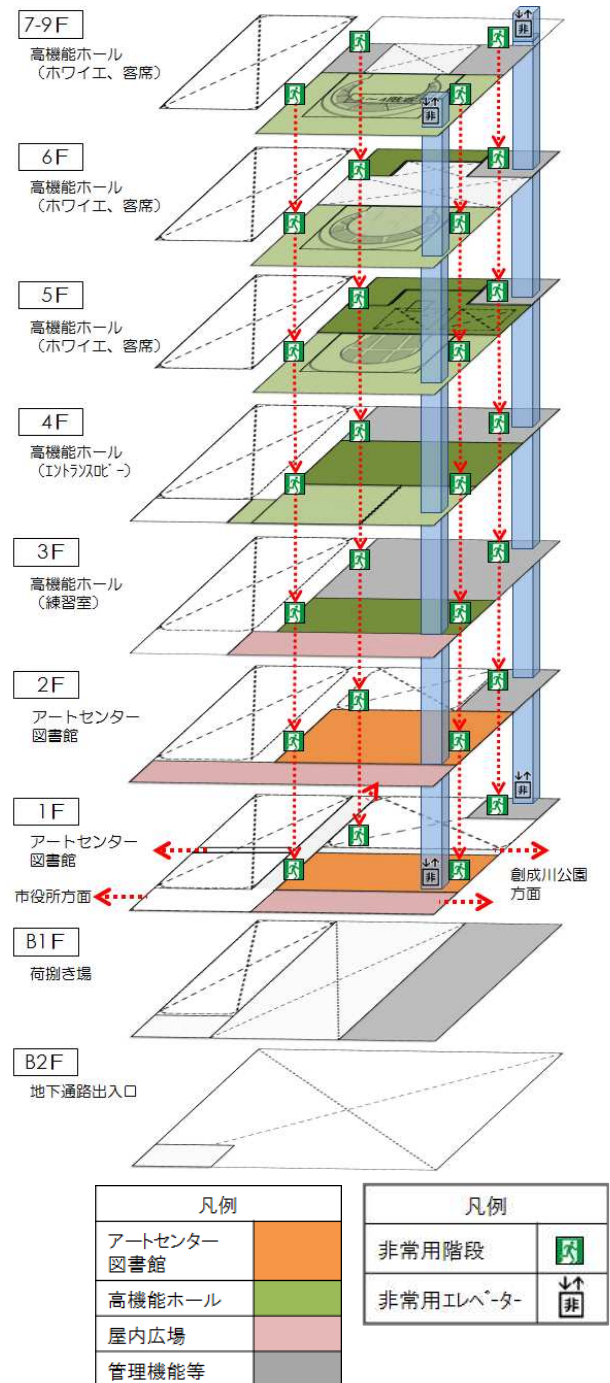 7-9F
高機能ホール
（ホワイエ、客席）
非
非
6F
高機能ホール
（ホワイエ、客席）
5F
高機能ホール
（ホワイエ、客席）
4F
高機能ホール
（エントランスロビー）
3F
高機能ホール
（練習室）
2F
アートセンター
図書館
非
1F
アートセンター
図書館
非
市役所方面
創成川公園
方面
B1F
荷捌き場
B2F
地下通路出入口
凡例
アートセンター
図書館
高機能ホール
屋内広場
管理機能等
凡例
非常用階段
非常用エレベーター
非